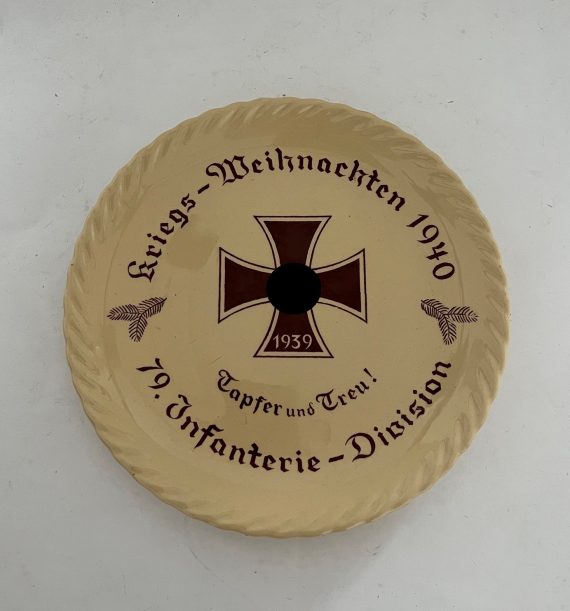 Kriegs-Weihnachten 1940
1939
Tapfer und Treu!
79. Infanterie-Division